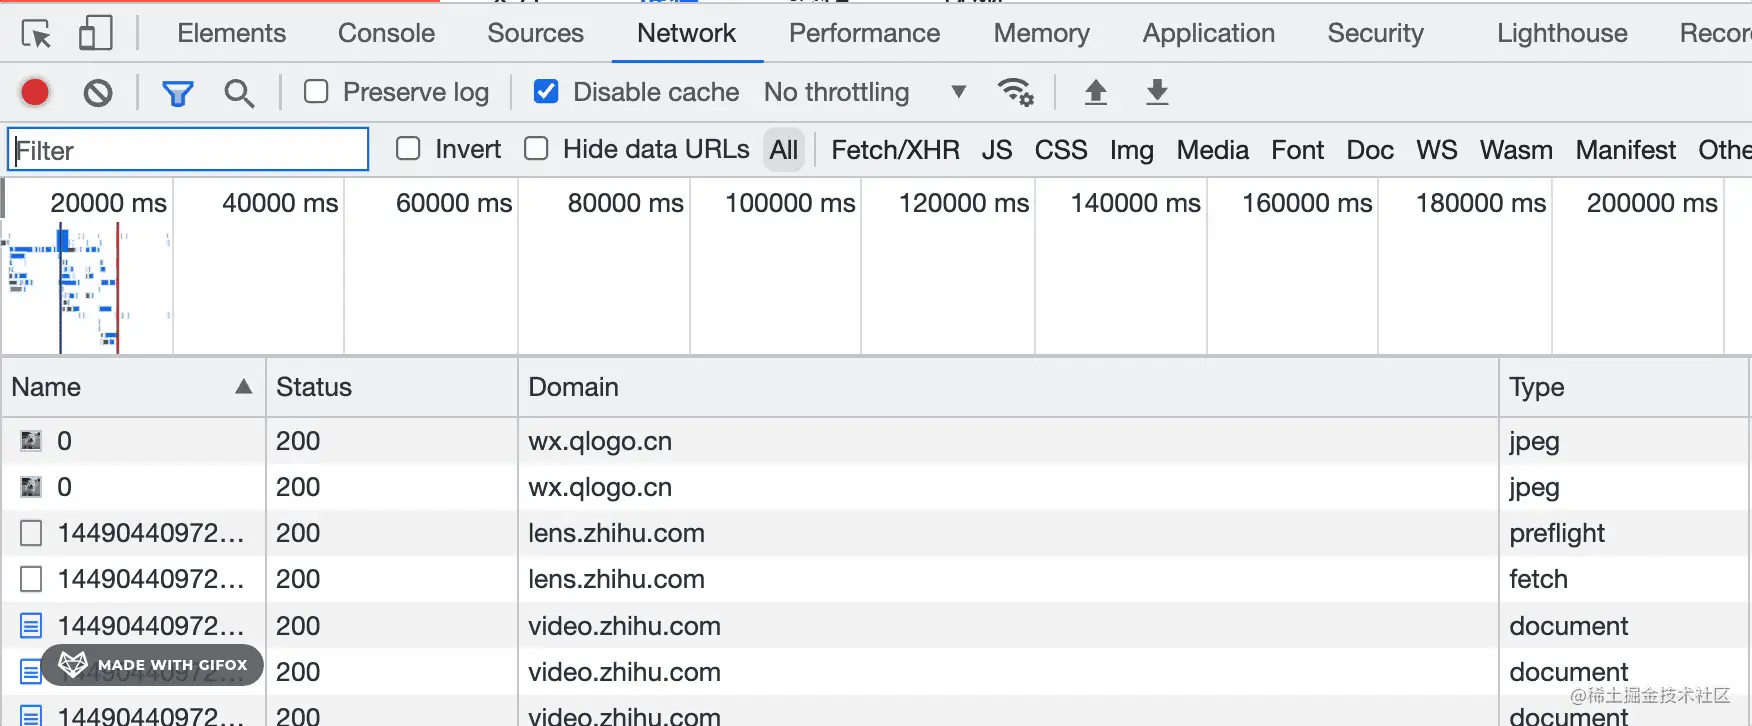 Elements Console Sources Network Performance Memory Application Security Lighthouse Recor
Preserve log Disable cache No throttling
Filter Invert Hide data URLs All Fetch/XHR JS CSS Img Media Font Doc WS Wasm Manifest Othe
20000 ms 40000 ms 60000 ms 80000 ms 100000 ms 120000 ms 140000 ms 160000 ms 180000 ms 200000 ms
Name Status Domain Type
0 200 wx.qlogo.cn jpeg
0 200 wx.qlogo.cn jpeg
14490440972... 200 lens.zhihu.com preflight
14490440972... 200 lens.zhihu.com fetch
14490440972... 200 video.zhihu.com document
MADE WITH GIFOX 200 video.zhihu.com document
@稀土掘金技术社区
14490440972... 200 video.zhihu.com document